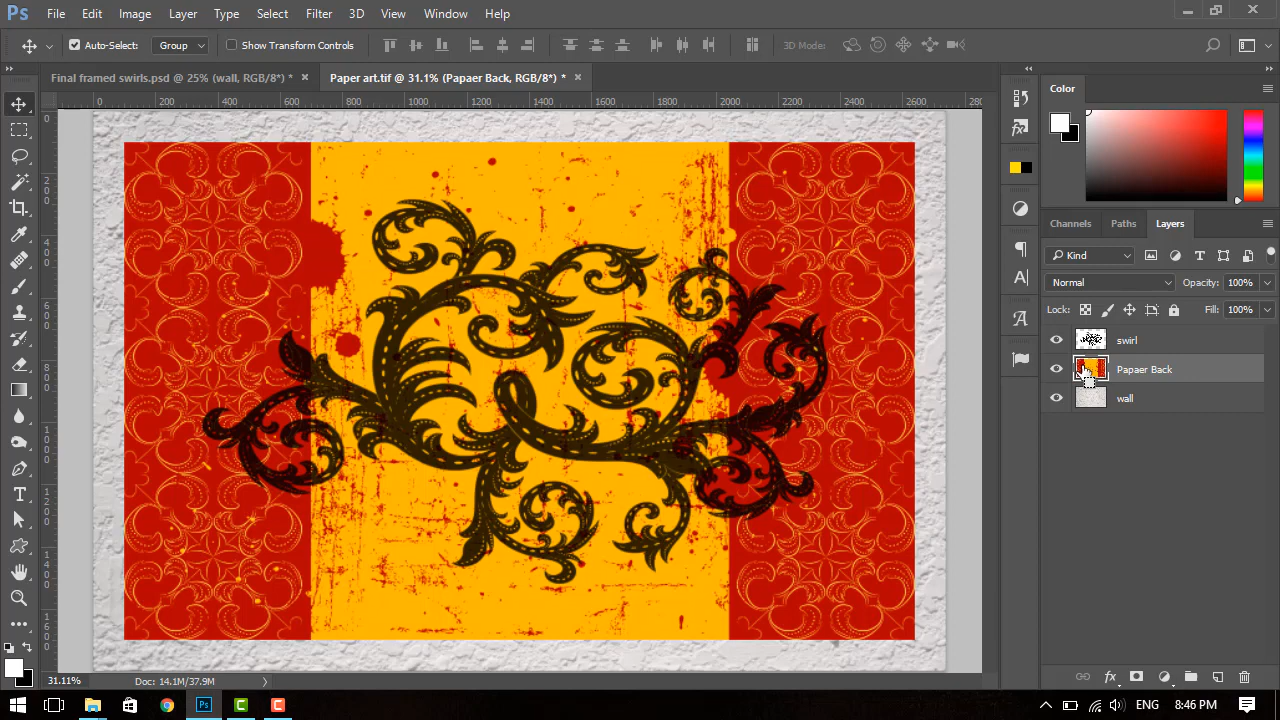 Ps File Edit Image Layer Type Select Filter 3D View Window Help
Auto-Select: Group Show Transform Controls 3D Mode:
Final framed swirls.psd @ 25% (wall, RGB/8*) * × Paper art.tif @ 31.1% (Papaer Back, RGB/8*) * ×
0 200 400 600 800 1000 1200 1400 1600 1800 2000 2200 2400 2600 2800
0
200
400
600
800
1000
1200
1400
1600
Color
Channels Paths Layers
Kind
Normal Opacity: 100%
Lock: Fill: 100%
swirl
Papaer Back
wall
31.11% Doc: 14.1M/37.9M
ENG 8:46 PM